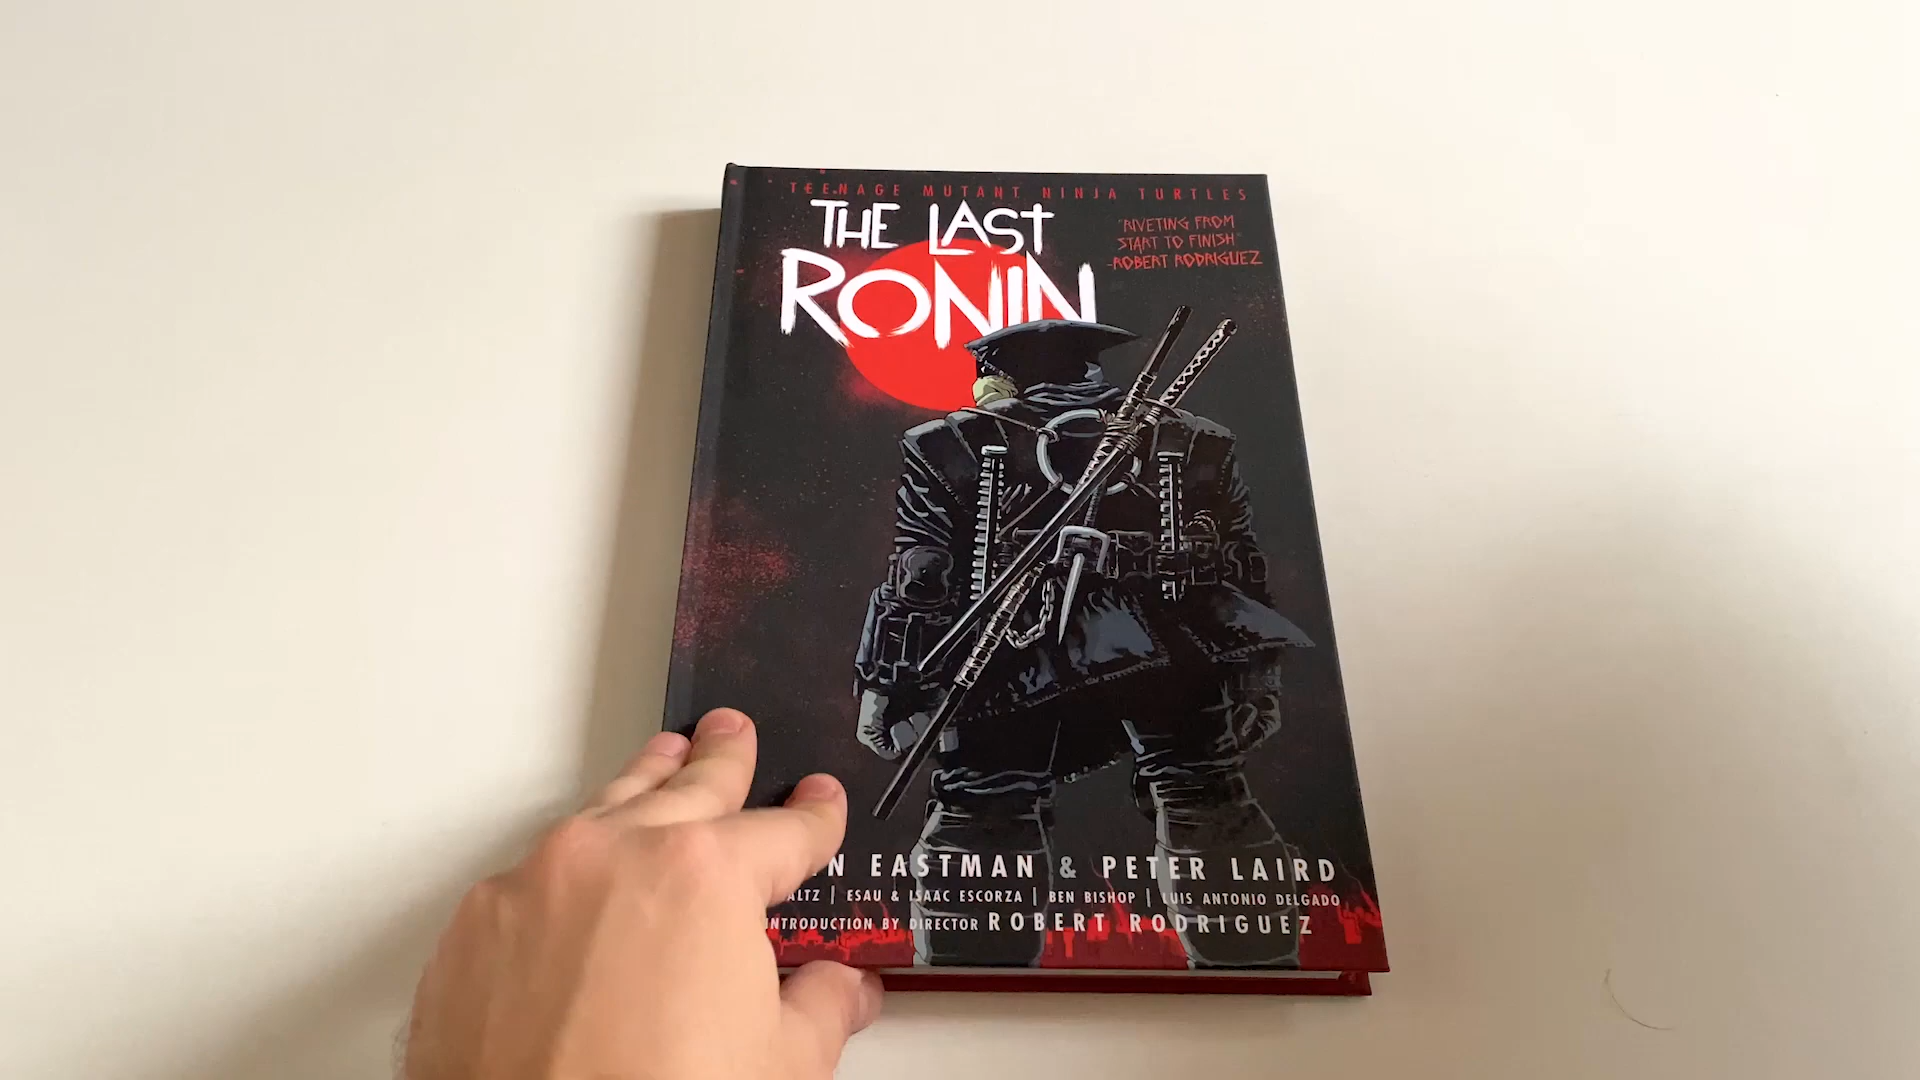 TEENAGE MUTANT NINJA TURTLES
THE LAST
RONIN
"RIVETING FROM
START TO FINISH"
-ROBERT RODRIGUEZ
EASTMAN & PETER LAIRD
ESAU & ISAAC ESCORZA | BEN BISHOP | LUIS ANTONIO DELGADO
INTRODUCTION BY DIRECTOR ROBERT RODRIGUEZ